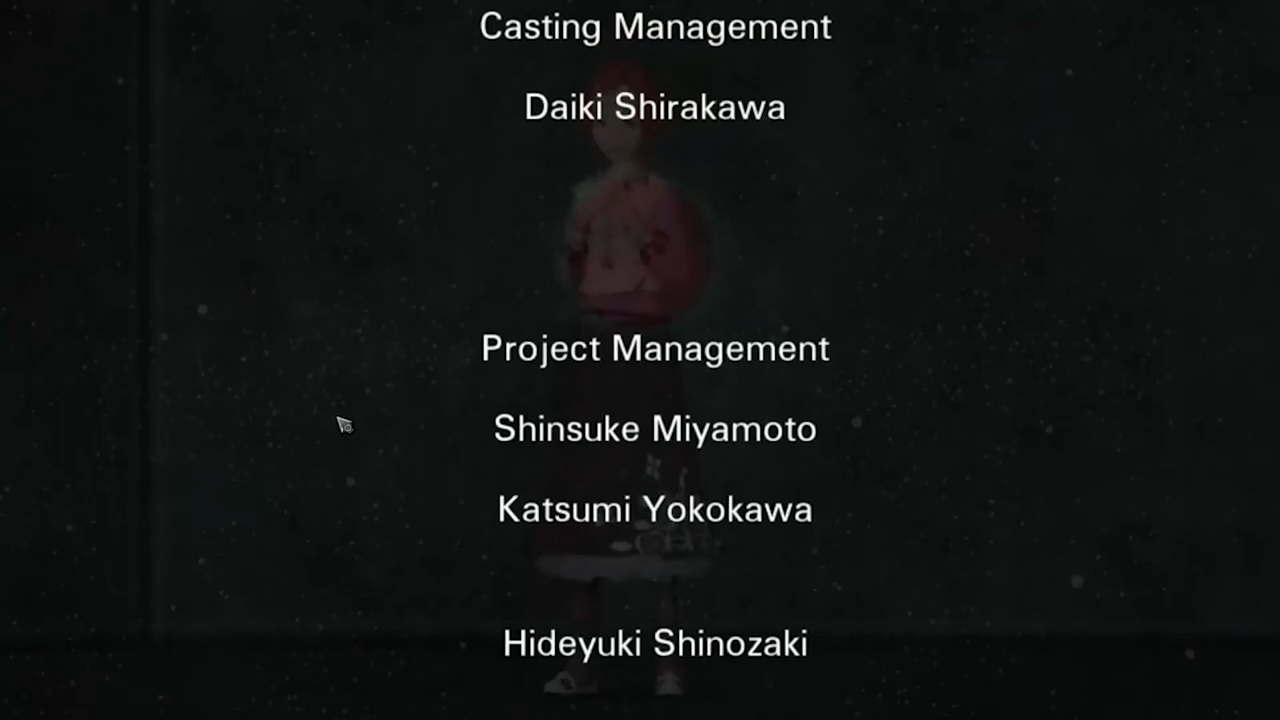 Casting Management
Daiki Shirakawa
Project Management
Shinsuke Miyamoto
Katsumi Yokokawa
Hideyuki Shinozaki